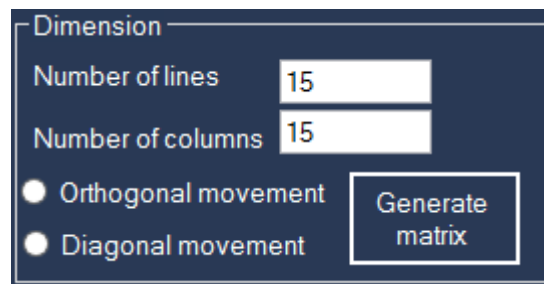 Dimension
Number of lines 15
Number of columns 15
Orthogonal movement
Diagonal movement
Generate
matrix